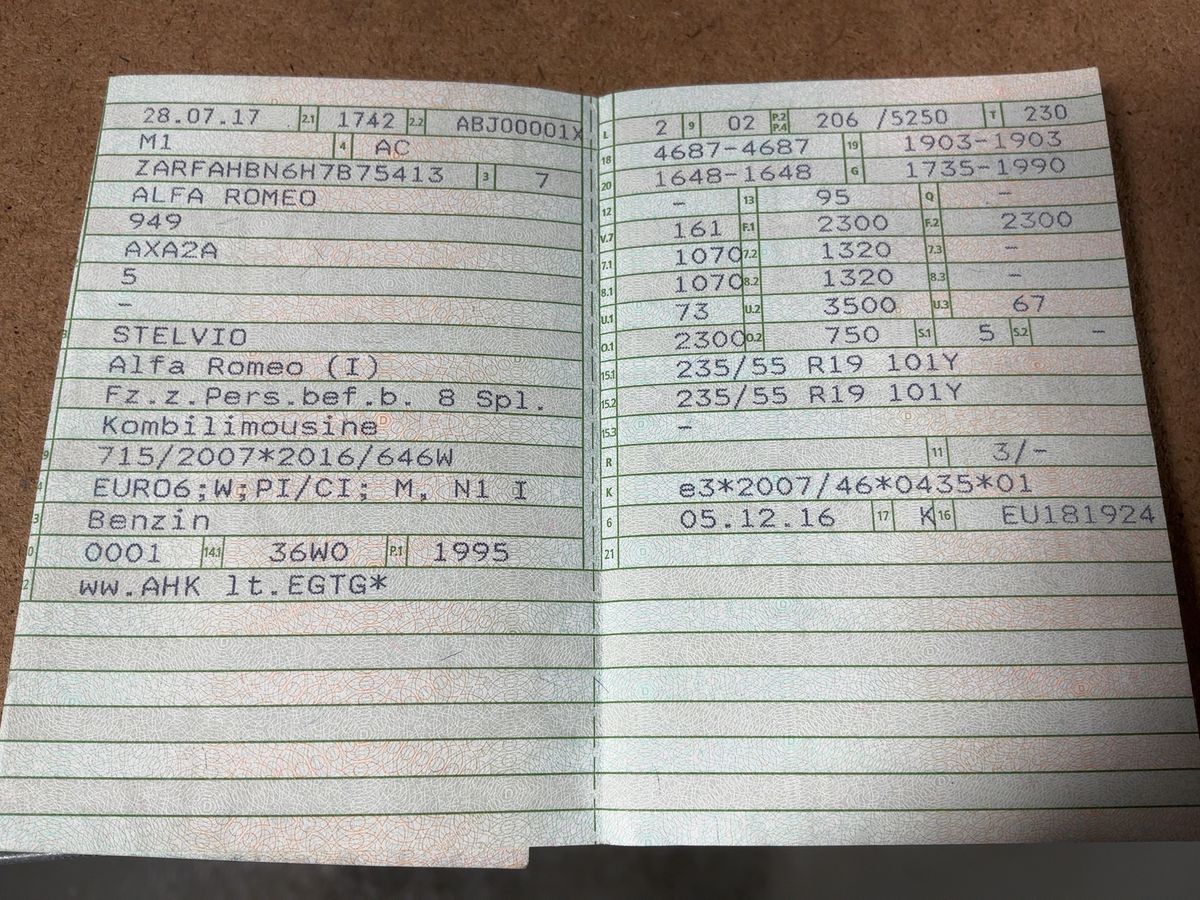 28.07.17 2.1 1742 2.2 ABJ00001X
M1 4 AC
ZARFAHBN6H7B75413 3 7
ALFA ROMEO
949
AXA2A
5
-
STELVIO
Alfa Romeo (I)
Fz.z.Pers.bef.b. 8 Spl.
Kombilimousine
9 715/2007*2016/646W
EURO6;W;PI/CI; M, N1 I
3 Benzin
0 0001 14.1 36W0 P.1 1995
2 ww.AHK lt.EGTG*
L 2 9 02 P.2 P.4 206 /5250 T 230
18 4687-4687 19 1903-1903
20 1648-1648 G 1735-1990
12 - 13 95 Q -
V.7 161 F.1 2300 F.2 2300
7.1 1070 7.2 1320 7.3 -
8.1 1070 8.2 1320 8.3 -
U.1 73 U.2 3500 U.3 67
O.1 2300 O.2 750 S.1 5 S.2 -
15.1 235/55 R19 101Y
15.2 235/55 R19 101Y
15.3 -
R 11 3/-
K e3*2007/46*0435*01
6 05.12.16 17 K 16 EU181924
21